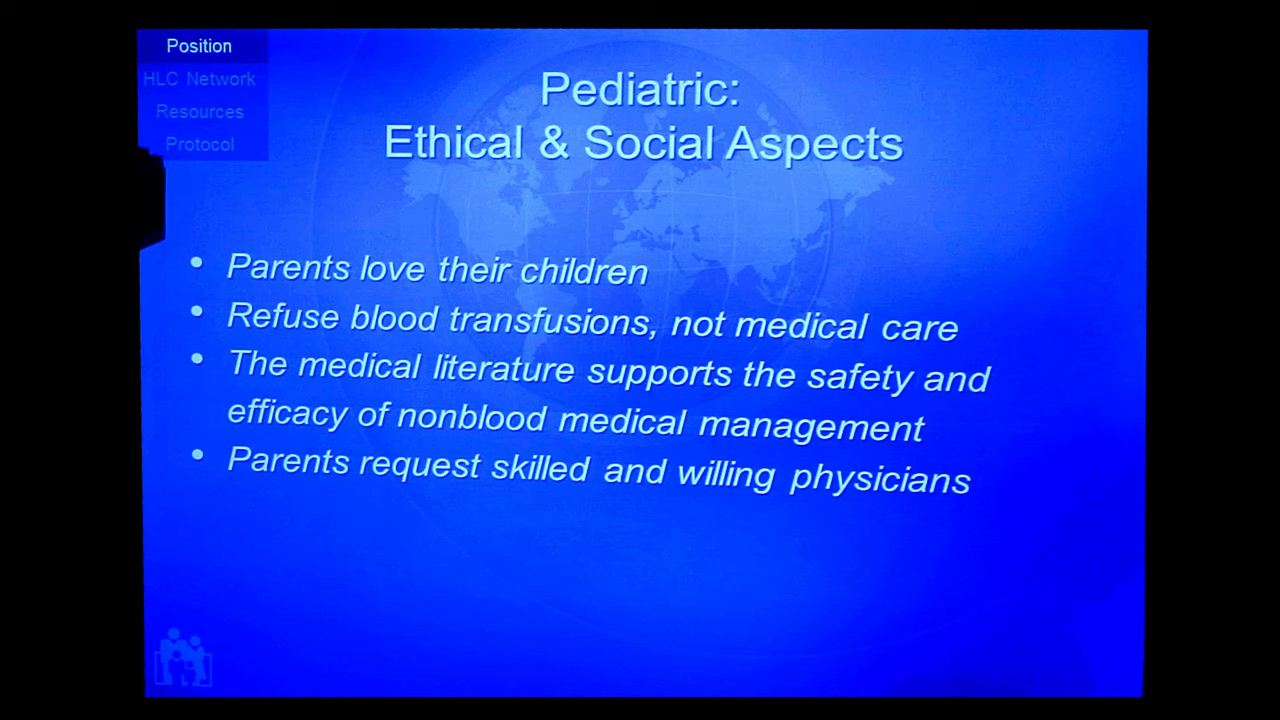 Position
HLC Network
Resources
Protocol
Pediatric:
Ethical & Social Aspects
• Parents love their children
• Refuse blood transfusions, not medical care
• The medical literature supports the safety and
efficacy of nonblood medical management
• Parents request skilled and willing physicians